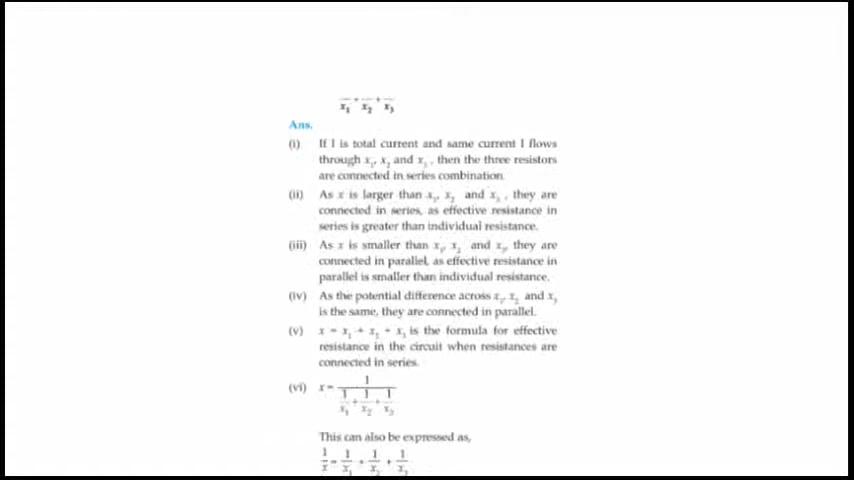 x₁ + x₂ + x₃
Ans.
(i) If I is total current and same current I flows
through x₁, x₂ and x₃, then the three resistors
are connected in series combination.
(ii) As x is larger than x₁, x₂ and x₃, they are
connected in series, as effective resistance in
series is greater than individual resistance.
(iii) As x is smaller than x₁, x₂ and x₃, they are
connected in parallel, as effective resistance in
parallel is smaller than individual resistance.
(iv) As the potential difference across x₁, x₂ and x₃
is the same, they are connected in parallel.
(v) x = x₁ + x₂ + x₃ is the formula for effective
resistance in the circuit when resistances are
connected in series.
(vi) x = 1 / (1/x₁ + 1/x₂ + 1/x₃)
This can also be expressed as,
1/x = 1/x₁ + 1/x₂ + 1/x₃